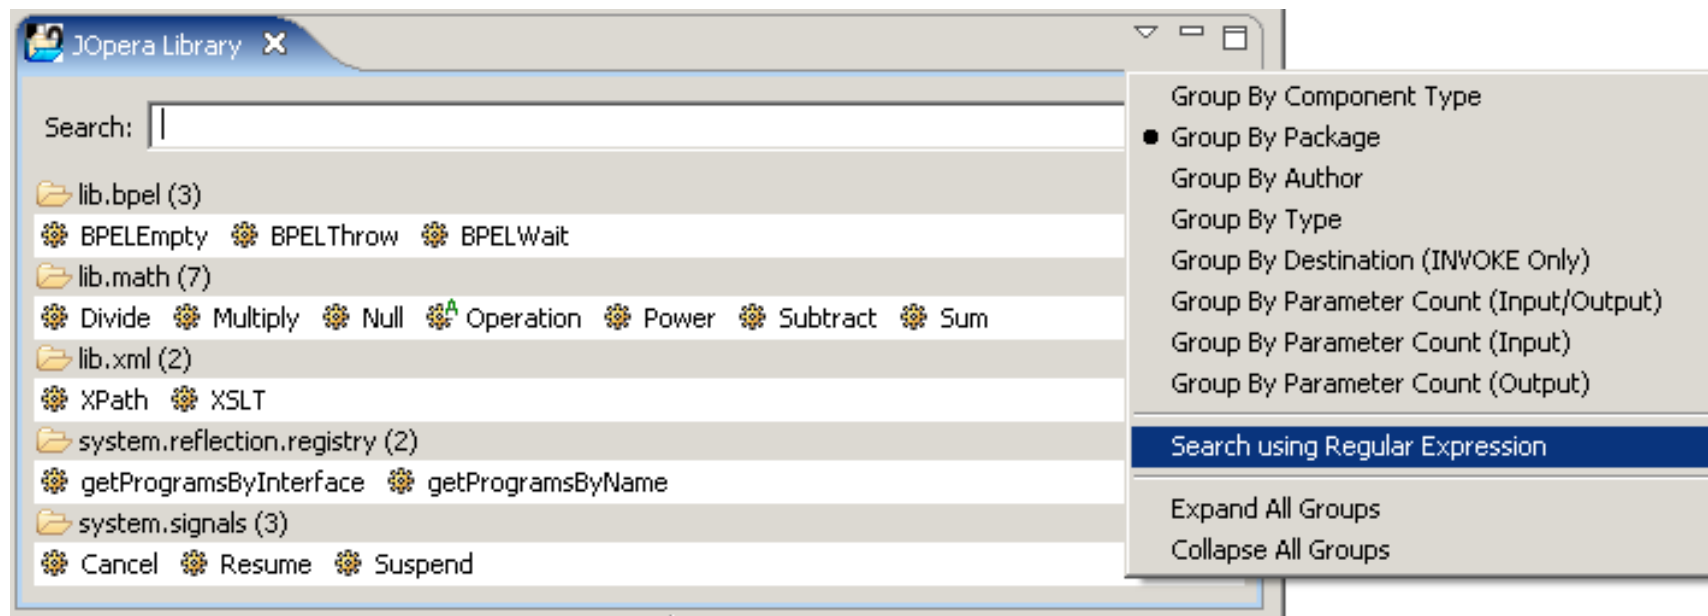 JOpera Library
Search:
lib.bpel (3)
BPELEmpty BPELThrow BPELWait
lib.math (7)
Divide Multiply Null A Operation Power Subtract Sum
lib.xml (2)
XPath XSLT
system.reflection.registry (2)
getProgramsByInterface getProgramsByName
system.signals (3)
Cancel Resume Suspend
Group By Component Type
Group By Package
Group By Author
Group By Type
Group By Destination (INVOKE Only)
Group By Parameter Count (Input/Output)
Group By Parameter Count (Input)
Group By Parameter Count (Output)
Search using Regular Expression
Expand All Groups
Collapse All Groups